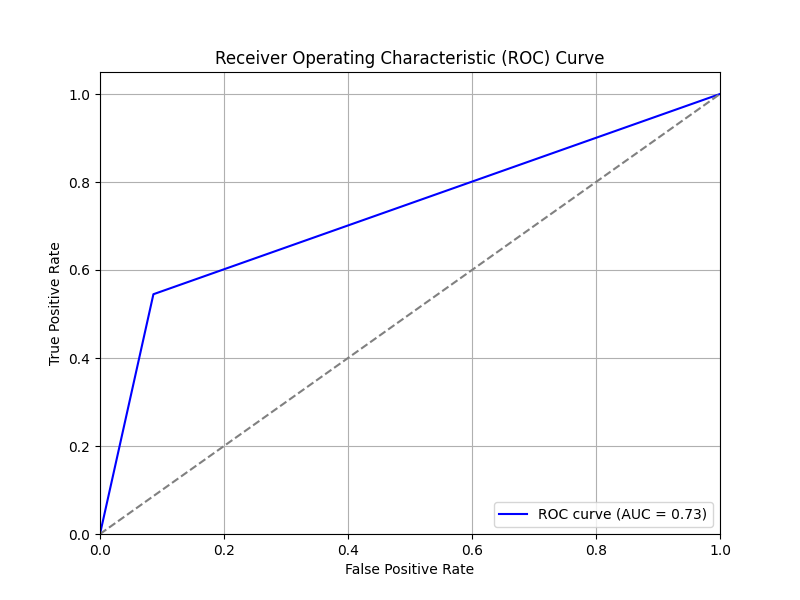 Receiver Operating Characteristic (ROC) Curve
1.0
0.8
0.6
0.4
0.2
0.0
True Positive Rate
ROC curve (AUC = 0.73)
0.0 0.2 0.4 0.6 0.8 1.0
False Positive Rate